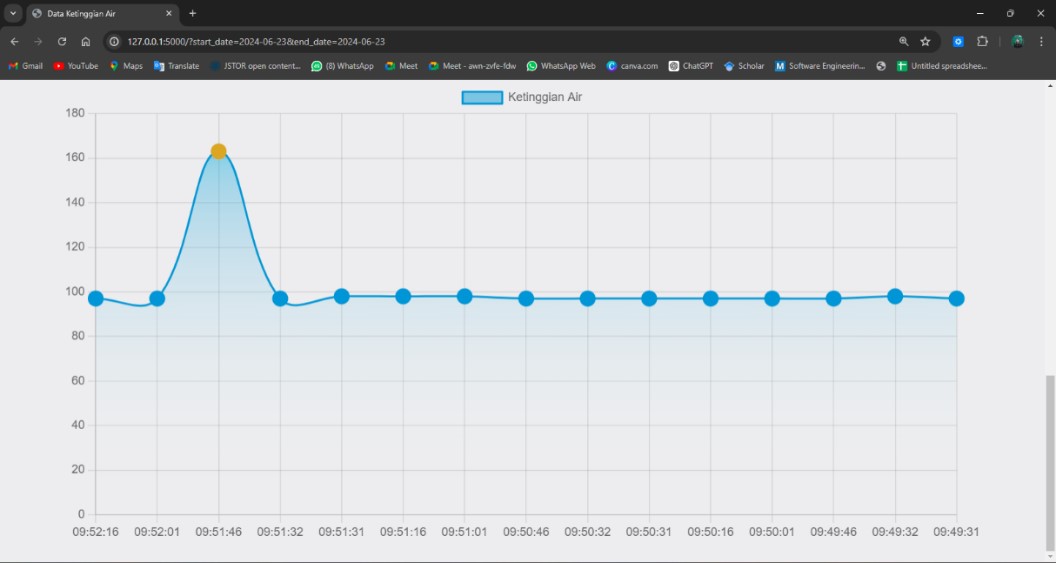 Data Ketinggian Air
127.0.0.1:5000/?start_date=2024-06-23&end_date=2024-06-23
Gmail YouTube Maps Translate JSTOR open content... (8) WhatsApp Meet Meet - awn-zvfe-fdw WhatsApp Web canva.com ChatGPT Scholar Software Engineerin... Untitled spreadshee...
Ketinggian Air
180
160
140
120
100
80
60
40
20
0
09:52:16 09:52:01 09:51:46 09:51:32 09:51:31 09:51:16 09:51:01 09:50:46 09:50:32 09:50:31 09:50:16 09:50:01 09:49:46 09:49:32 09:49:31